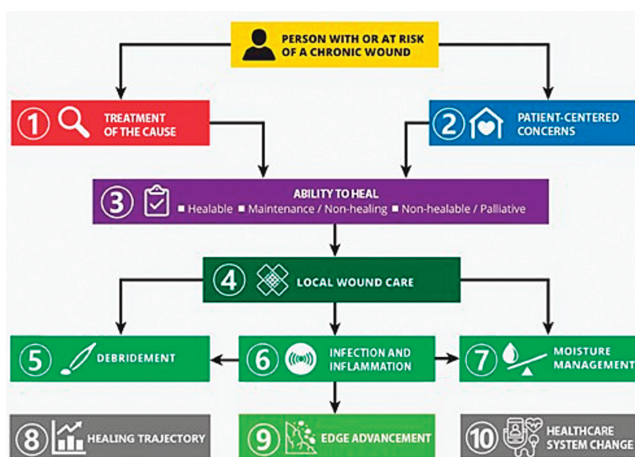 PERSON WITH OR AT RISK
OF A CHRONIC WOUND
1 TREATMENT
OF THE CAUSE
2 PATIENT-CENTERED
CONCERNS
3 ABILITY TO HEAL
■ Healable ■ Maintenance / Non-healing ■ Non-healable / Palliative
4 LOCAL WOUND CARE
5 DEBRIDEMENT
6 INFECTION AND
INFLAMMATION
7 MOISTURE
MANAGEMENT
8 HEALING TRAJECTORY
9 EDGE ADVANCEMENT
10 HEALTHCARE
SYSTEM CHANGE